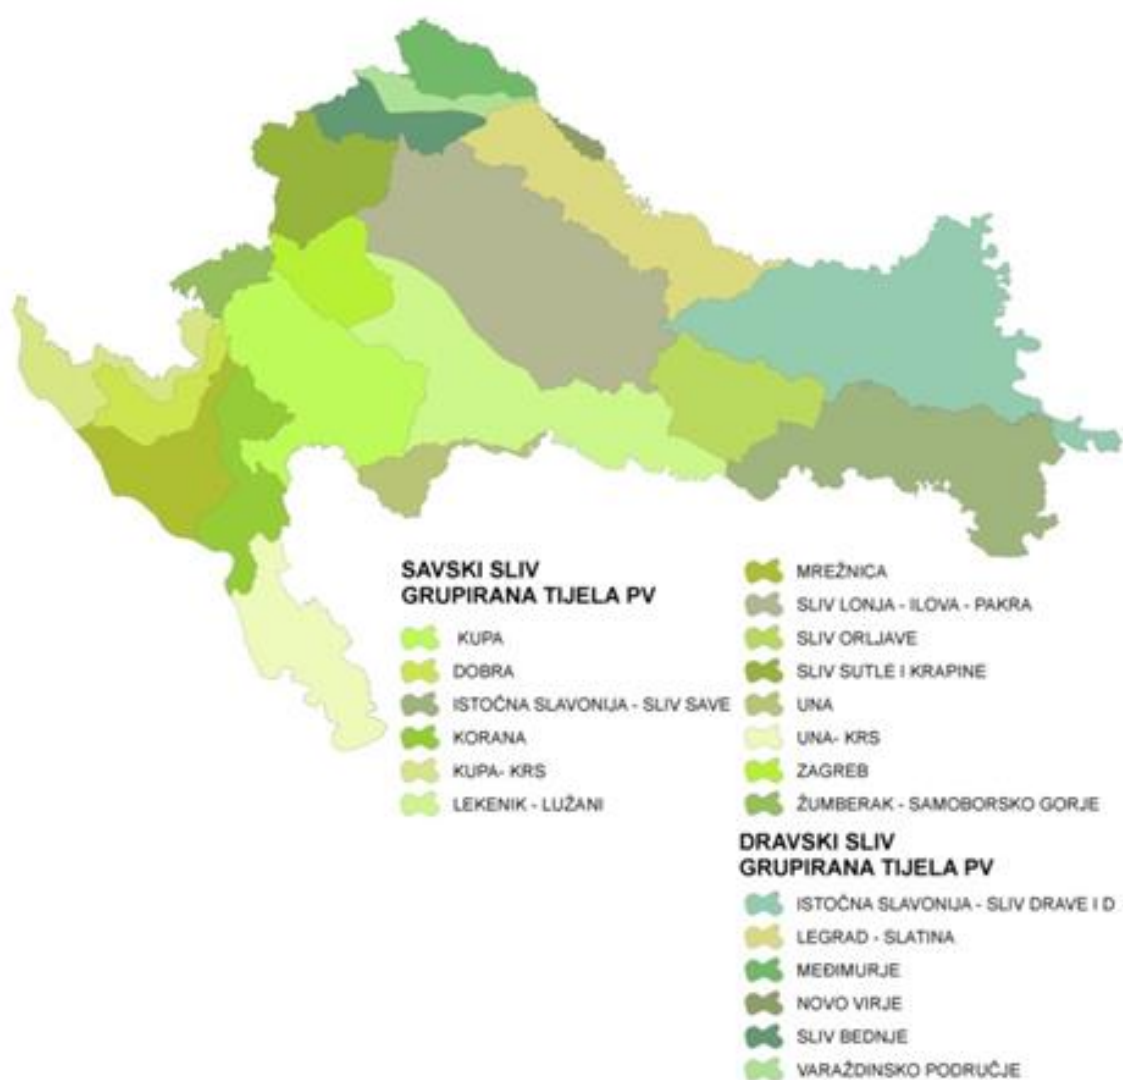 SAVSKI SLIV
GRUPIRANA TIJELA PV
KUPA
DOBRA
ISTOČNA SLAVONIJA - SLIV SAVE
KORANA
KUPA- KRS
LEKENIK - LUŽANI
MREŽNICA
SLIV LONJA - ILOVA - PAKRA
SLIV ORLJAVE
SLIV SUTLE I KRAPINE
UNA
UNA- KRS
ZAGREB
ŽUMBERAK - SAMOBORSKO GORJE
DRAVSKI SLIV
GRUPIRANA TIJELA PV
ISTOČNA SLAVONIJA - SLIV DRAVE I D
LEGRAD - SLATINA
MEĐIMURJE
NOVO VIRJE
SLIV BEDNJE
VARAŽDINSKO PODRUČJE